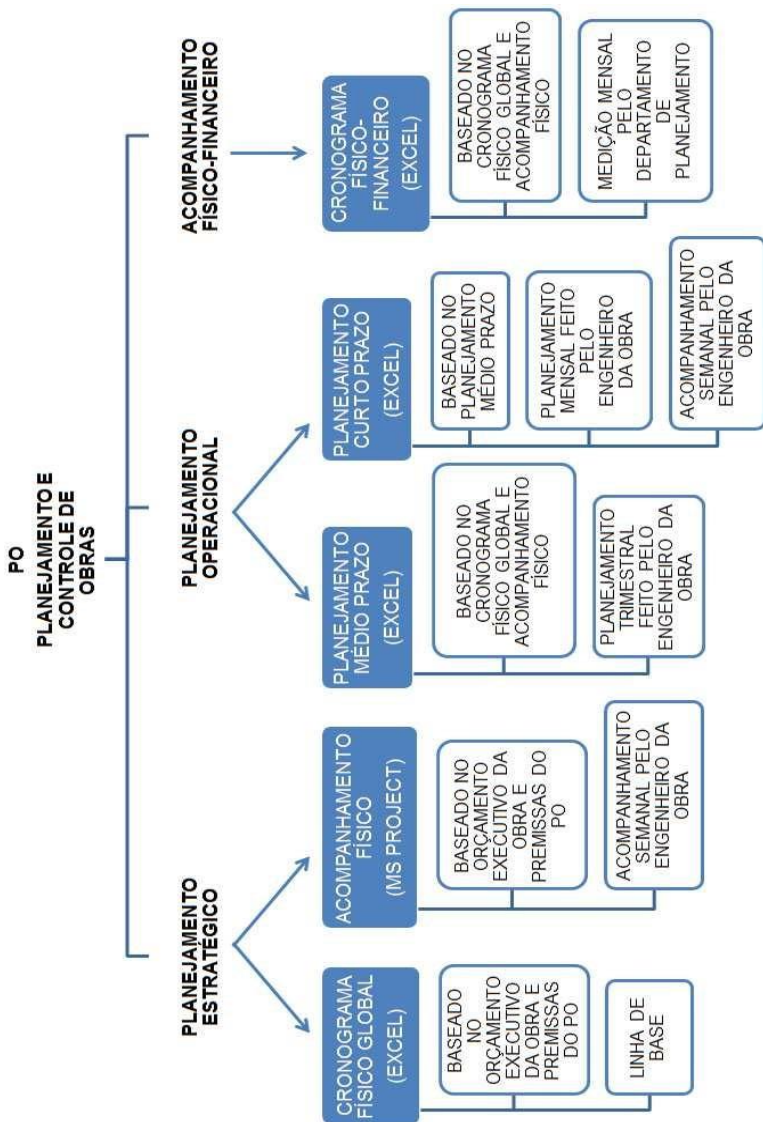 PO
PLANEJAMENTO E
CONTROLE DE
OBRAS
PLANEJAMENTO
ESTRATÉGICO
CRONOGRAMA
FÍSICO GLOBAL
(EXCEL)
BASEADO
NO
ORÇAMENTO
EXECUTIVO
DA OBRA E
PREMISSAS
DO PO
LINHA DE
BASE
ACOMPANHAMENTO
FÍSICO
(MS PROJECT)
BASEADO NO
ORÇAMENTO
EXECUTIVO DA
OBRA E
PREMISSAS DO
PO
ACOMPANHAMENTO
SEMANAL PELO
ENGENHEIRO DA
OBRA
PLANEJAMENTO
OPERACIONAL
PLANEJAMENTO
MÉDIO PRAZO
(EXCEL)
BASEADO NO
CRONOGRAMA
FÍSICO GLOBAL E
ACOMPANHAMENTO
FÍSICO
PLANEJAMENTO
TRIMESTRAL
FEITO PELO
ENGENHEIRO DA
OBRA
PLANEJAMENTO
CURTO PRAZO
(EXCEL)
BASEADO NO
PLANEJAMENTO
MÉDIO PRAZO
PLANEJAMENTO
MENSAL FEITO
PELO
ENGENHEIRO
DA OBRA
ACOMPANHAMENTO
SEMANAL PELO
ENGENHEIRO DA
OBRA
ACOMPANHAMENTO
FÍSICO-FINANCEIRO
CRONOGRAMA
FÍSICO-
FINANCEIRO
(EXCEL)
BASEADO NO
CRONOGRAMA
FÍSICO GLOBAL E
ACOMPANHAMENTO
FÍSICO
MEDIÇÃO MENSAL
PELO
DEPARTAMENTO
DE
PLANEJAMENTO